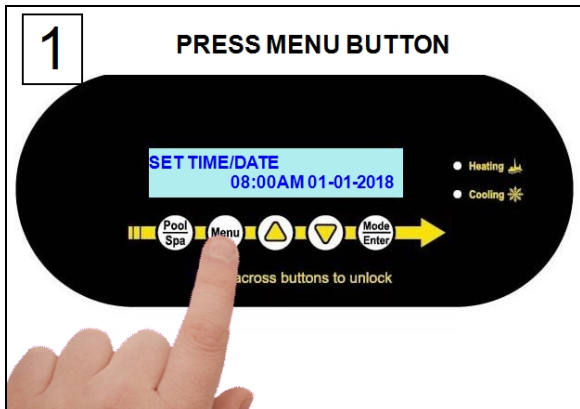 1
PRESS MENU BUTTON
SET TIME/DATE
08:00AM 01-01-2018
Heating
Cooling
Pool
Spa
Menu
Mode
Enter
across buttons to unlock